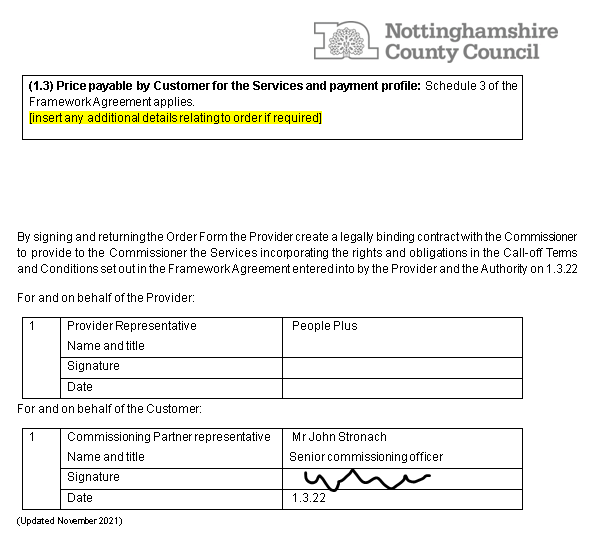 Nottinghamshire
County Council
(1.3) Price payable by Customer for the Services and payment profile: Schedule 3 of the
Framework Agreement applies.
[insert any additional details relating to order if required]
By signing and returning the Order Form the Provider create a legally binding contract with the Commissioner
to provide to the Commissioner the Services incorporating the rights and obligations in the Call-off Terms
and Conditions set out in the Framework Agreement entered into by the Provider and the Authority on 1.3.22
For and on behalf of the Provider:
1 Provider Representative People Plus
Name and title
Signature
Date
For and on behalf of the Customer:
1 Commissioning Partner representative Mr John Stronach
Name and title Senior commissioning officer
Signature
Date 1.3.22
(Updated November 2021)